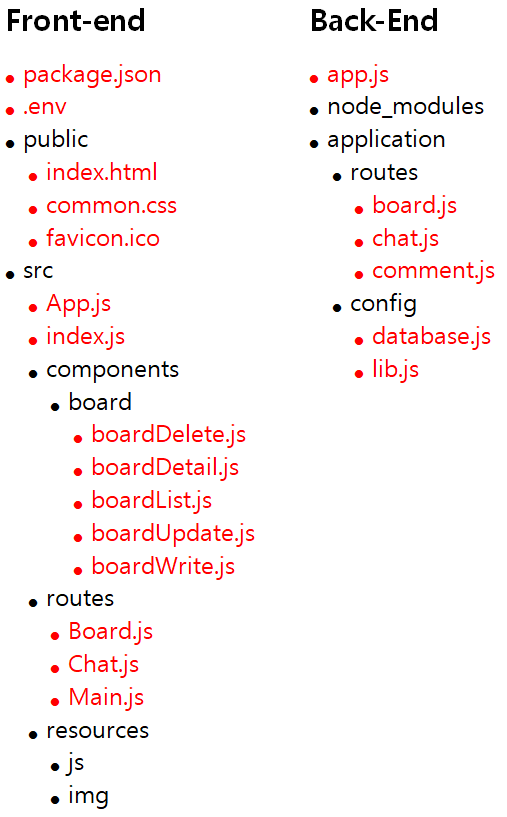 Front-end
package.json
.env
public
index.html
common.css
favicon.ico
src
App.js
index.js
components
board
boardDelete.js
boardDetail.js
boardList.js
boardUpdate.js
boardWrite.js
routes
Board.js
Chat.js
Main.js
resources
js
img
Back-End
app.js
node_modules
application
routes
board.js
chat.js
comment.js
config
database.js
lib.js